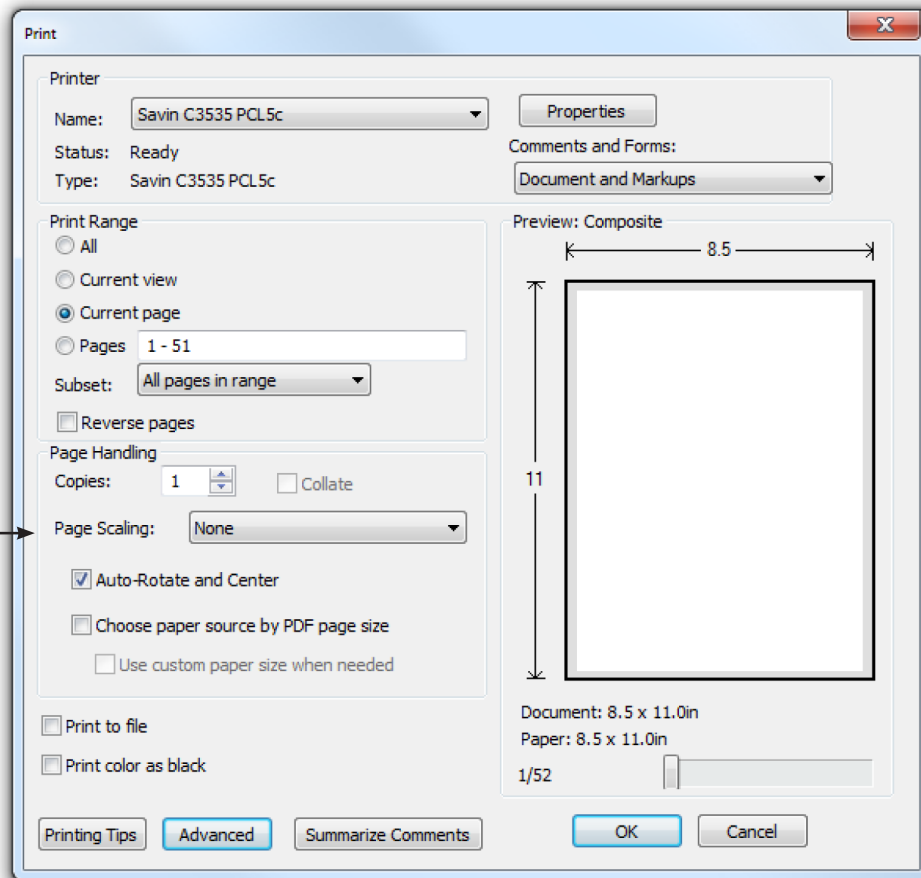 Print
Printer
Name: Savin C3535 PCL5c Properties
Status: Ready Comments and Forms:
Type: Savin C3535 PCL5c Document and Markups
Print Range
All
Current view
Current page
Pages 1 - 51
Subset: All pages in range
Reverse pages
Page Handling
Copies: 1 Collate
Page Scaling: None
Auto-Rotate and Center
Choose paper source by PDF page size
Use custom paper size when needed
Print to file
Print color as black
Preview: Composite
8.5
11
Document: 8.5 x 11.0in
Paper: 8.5 x 11.0in
1/52
Printing Tips Advanced Summarize Comments OK Cancel